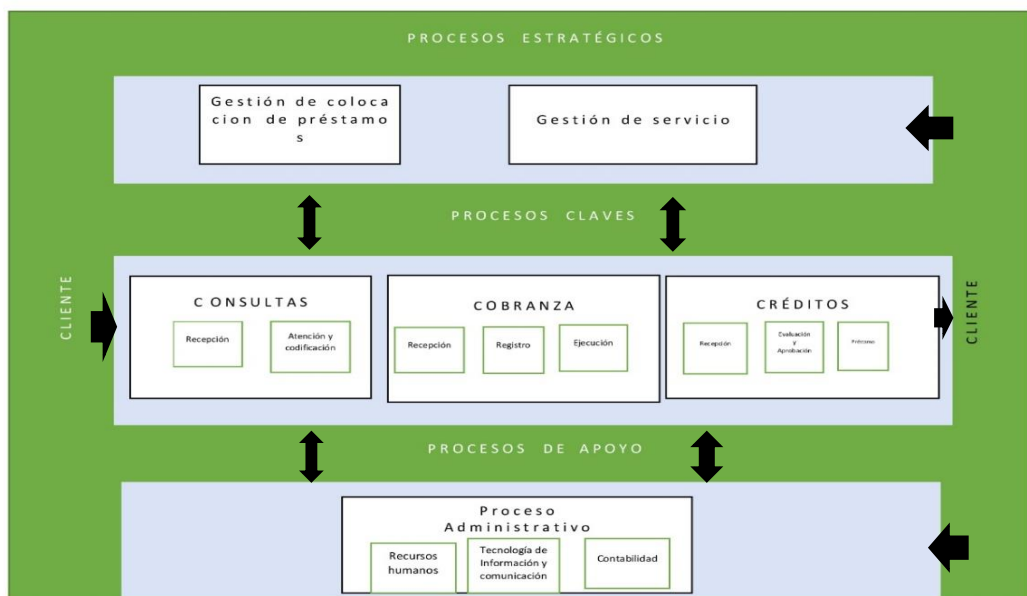 PROCESOS ESTRATÉGICOS
Gestión de coloca
cion de préstamo
s
Gestión de servicio
PROCESOS CLAVES
CLIENTE
CONSULTAS
Recepción
Atención y
codificación
COBRANZA
Recepción
Registro
Ejecución
CRÉDITOS
Recepción
Evaluación
y
Aprobación
Préstamo
CLIENTE
PROCESOS DE APOYO
Proceso
Administrativo
Recursos
humanos
Tecnología de
Información y
comunicación
Contabilidad